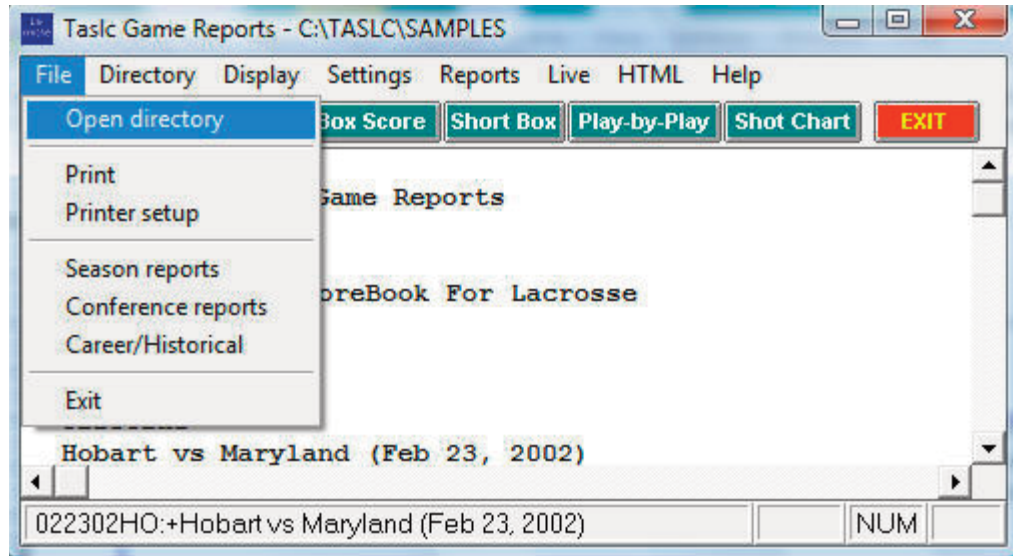 Taslc Game Reports - C:\TASLC\SAMPLES
File Directory Display Settings Reports Live HTML Help
Open directory
Box Score Short Box Play-by-Play Shot Chart EXIT
Print
Game Reports
Printer setup
Season reports
For Lacrosse
Conference reports
Career/Historical
Exit
Hobart vs Maryland (Feb 23, 2002)
022302HO:+Hobart vs Maryland (Feb 23, 2002) NUM